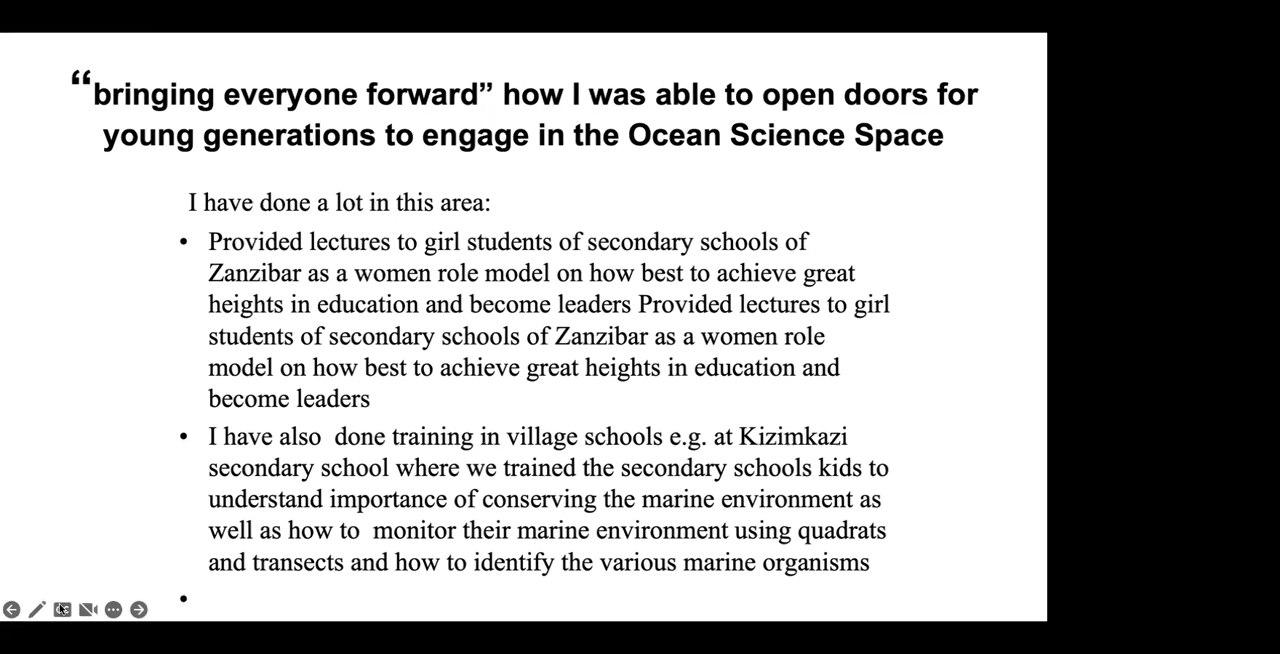 “bringing everyone forward” how I was able to open doors for
young generations to engage in the Ocean Science Space
I have done a lot in this area:
• Provided lectures to girl students of secondary schools of
Zanzibar as a women role model on how best to achieve great
heights in education and become leaders Provided lectures to girl
students of secondary schools of Zanzibar as a women role
model on how best to achieve great heights in education and
become leaders
• I have also  done training in village schools e.g. at Kizimkazi
secondary school where we trained the secondary schools kids to
understand importance of conserving the marine environment as
well as how to  monitor their marine environment using quadrats
and transects and how to identify the various marine organisms
•